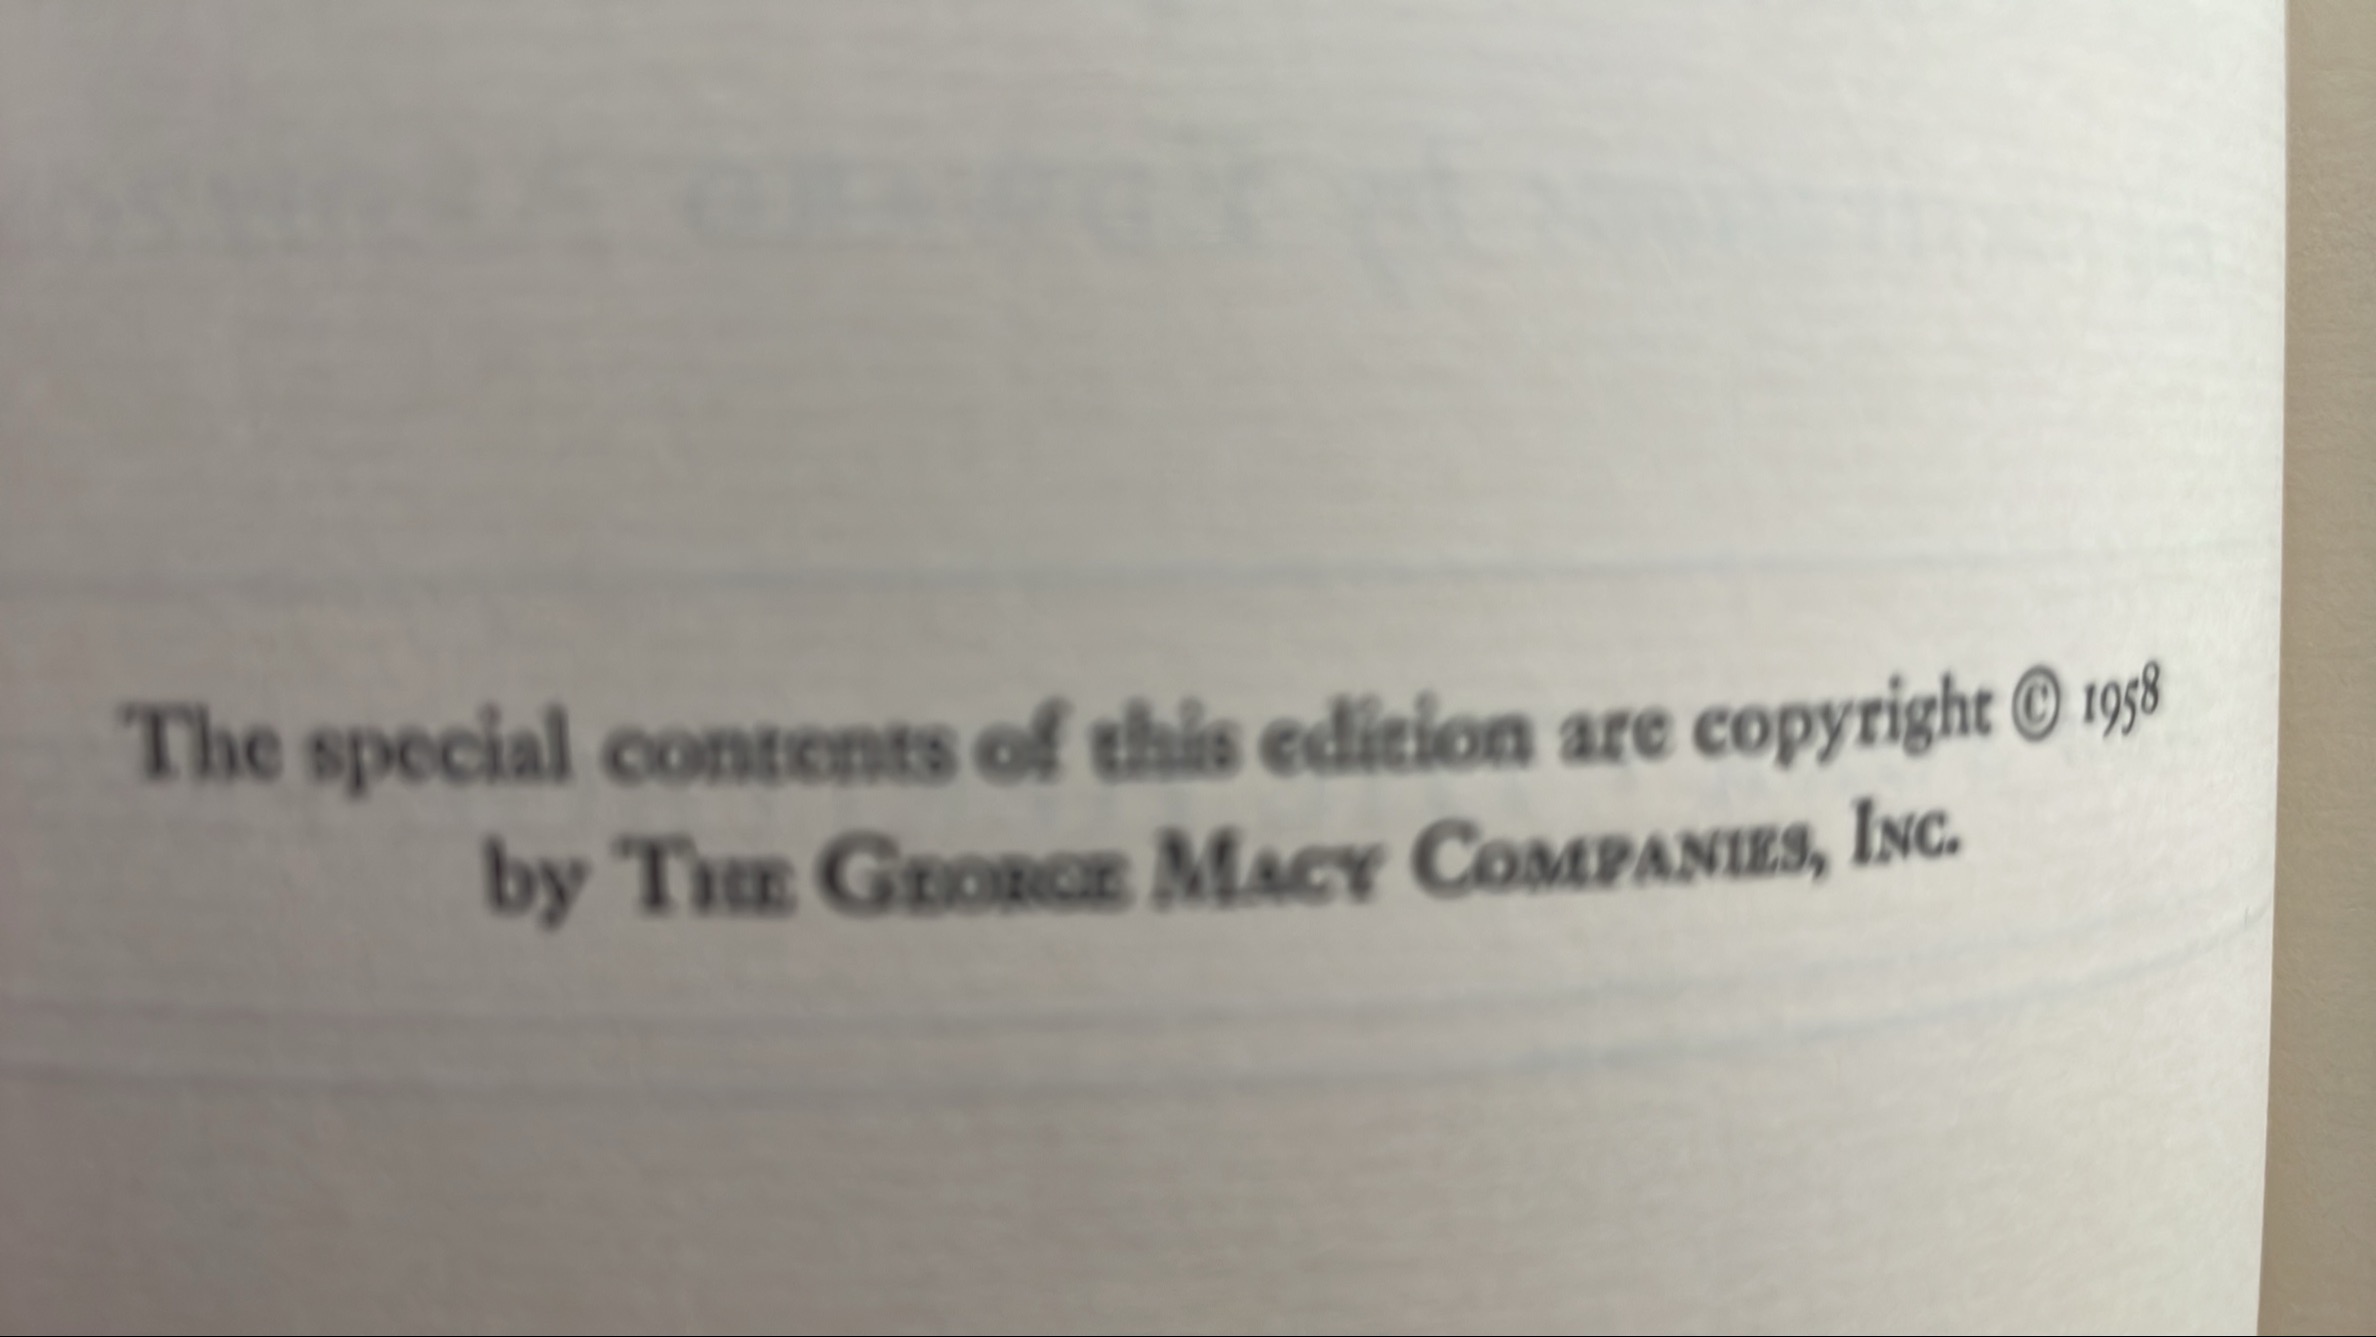 The special contents of this edition are copyright © 1958
by THE GEORGE MACY COMPANIES, INC.